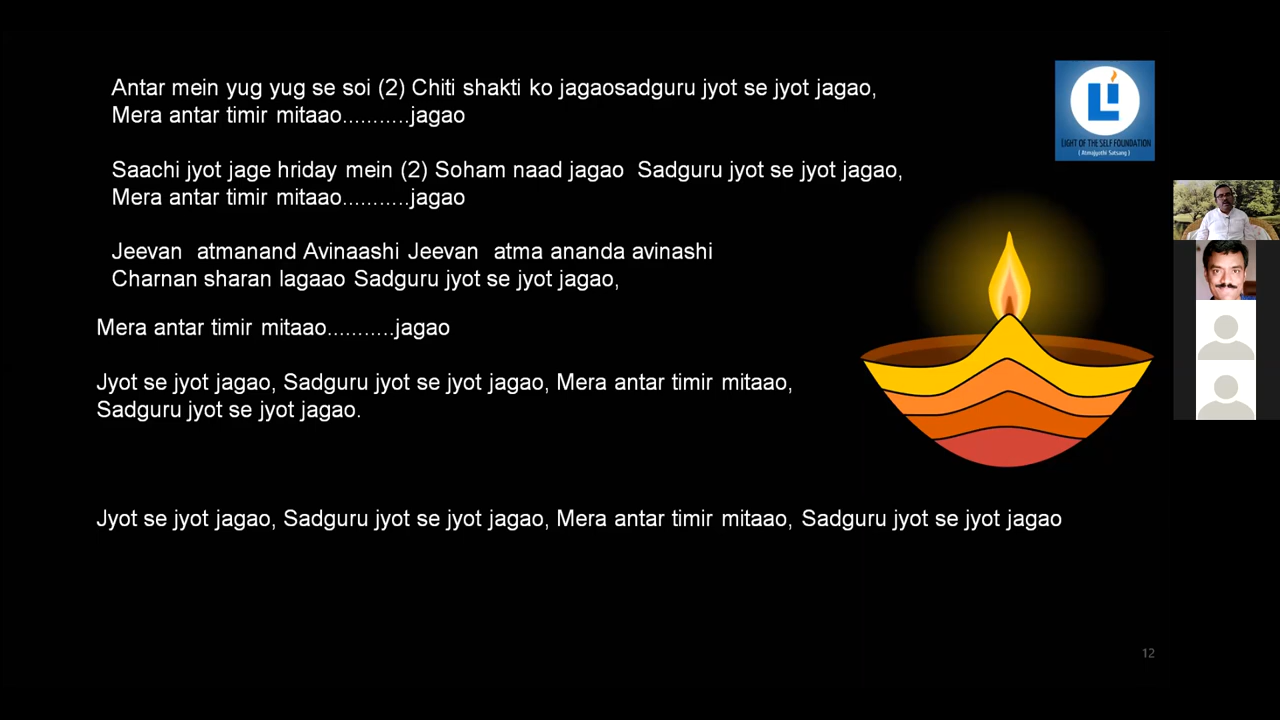 Antar mein yug yug se soi (2) Chiti shakti ko jagaosadguru jyot se jyot jagao,
Mera antar timir mitaao...........jagao
Saachi jyot jage hriday mein (2) Soham naad jagao  Sadguru jyot se jyot jagao,
Mera antar timir mitaao...........jagao
Jeevan  atmanand Avinaashi Jeevan  atma ananda avinashi
Charnan sharan lagaao Sadguru jyot se jyot jagao,
Mera antar timir mitaao...........jagao
Jyot se jyot jagao, Sadguru jyot se jyot jagao, Mera antar timir mitaao,
Sadguru jyot se jyot jagao.
Jyot se jyot jagao, Sadguru jyot se jyot jagao, Mera antar timir mitaao, Sadguru jyot se jyot jagao
LIGHT OF THE SELF FOUNDATION
( Atmajyothi Satsang )
12